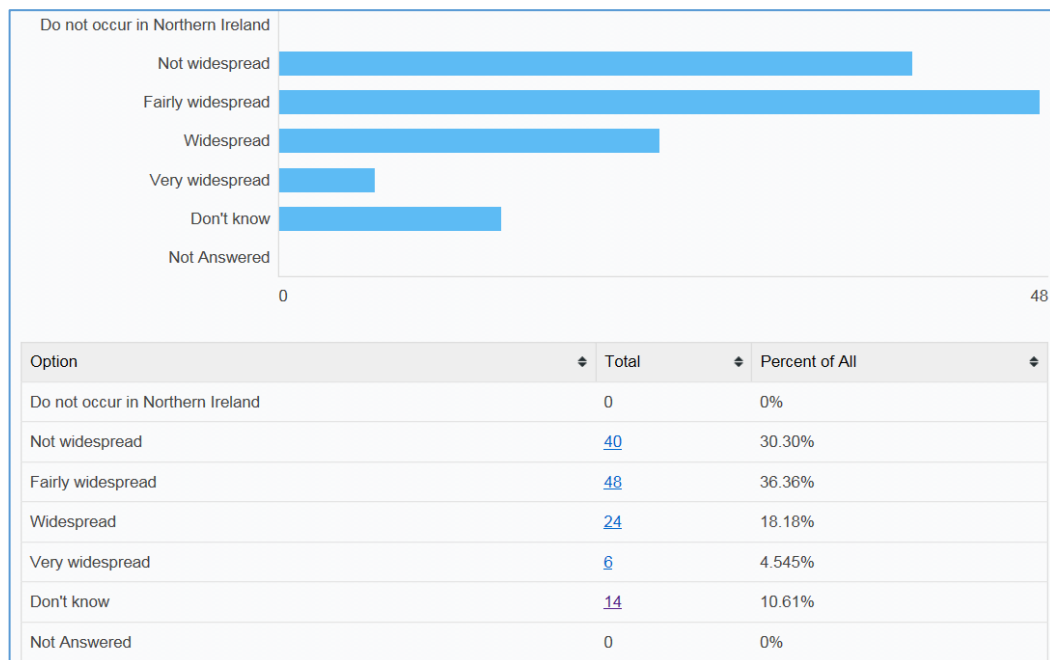 Do not occur in Northern Ireland
Not widespread
Fairly widespread
Widespread
Very widespread
Don't know
Not Answered
0 48
Option Total Percent of All
Do not occur in Northern Ireland 0 0%
Not widespread 40 30.30%
Fairly widespread 48 36.36%
Widespread 24 18.18%
Very widespread 6 4.545%
Don't know 14 10.61%
Not Answered 0 0%